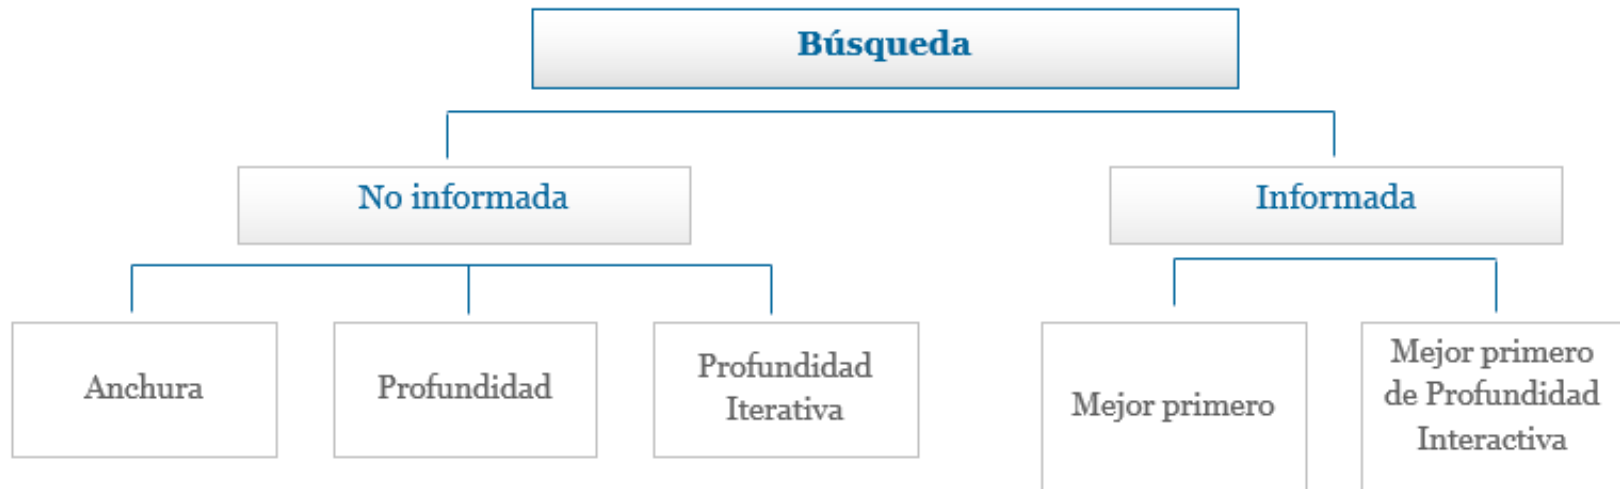 Búsqueda
No informada
Informada
Anchura
Profundidad
Profundidad
Iterativa
Mejor primero
Mejor primero
de Profundidad
Interactiva